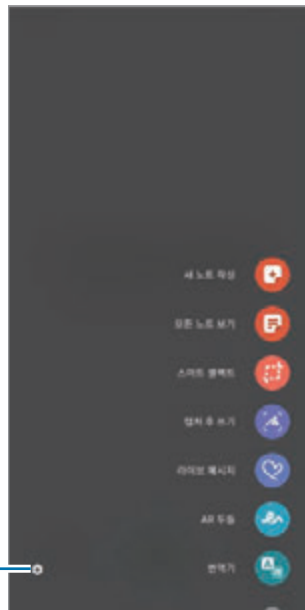 새 노트 작성
모든 노트 보기
스마트 셀렉트
캡처 후 쓰기
라이브 메시지
AR 두들
번역기